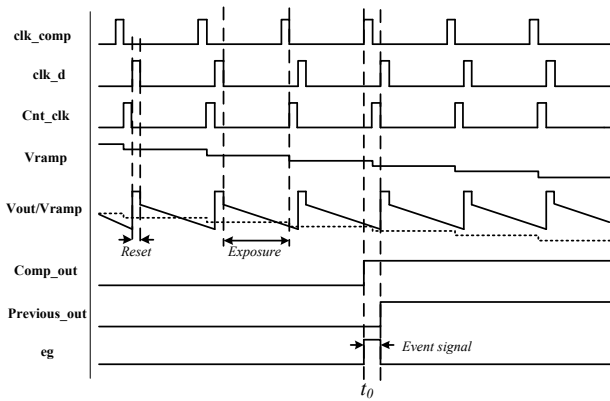 clk_comp
clk_d
Cnt_clk
Vramp
Vout/Vramp
Reset
Exposure
Comp_out
Previous_out
eg
Event signal
t0